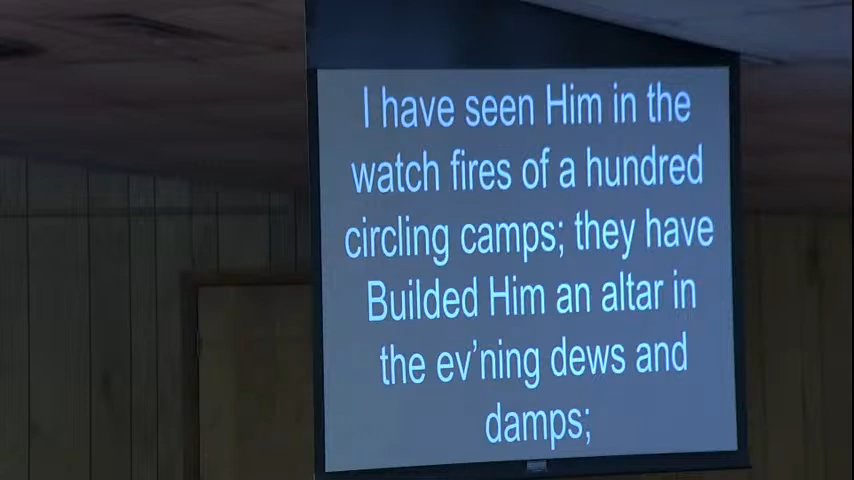 I have seen Him in the
watch fires of a hundred
circling camps; they have
Builded Him an altar in
the ev’ning dews and
damps;